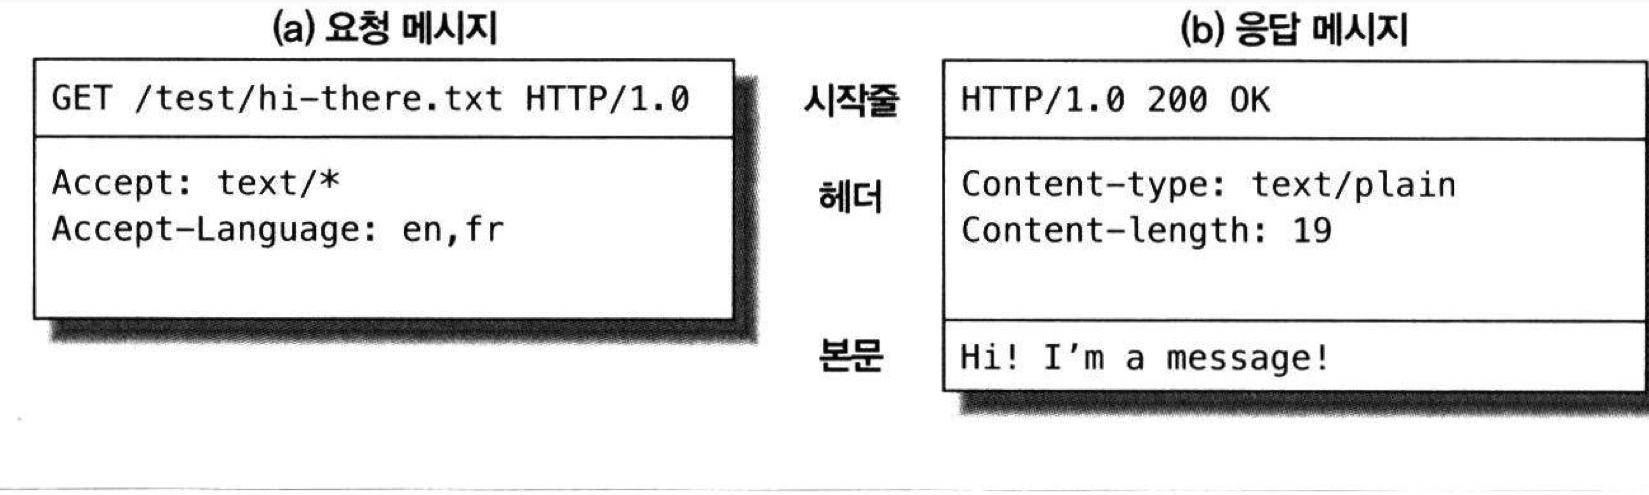 (a) 요청 메시지
GET /test/hi-there.txt HTTP/1.0
Accept: text/*
Accept-Language: en,fr
시작줄
헤더
본문
(b) 응답 메시지
HTTP/1.0 200 OK
Content-type: text/plain
Content-length: 19
Hi! I’m a message!